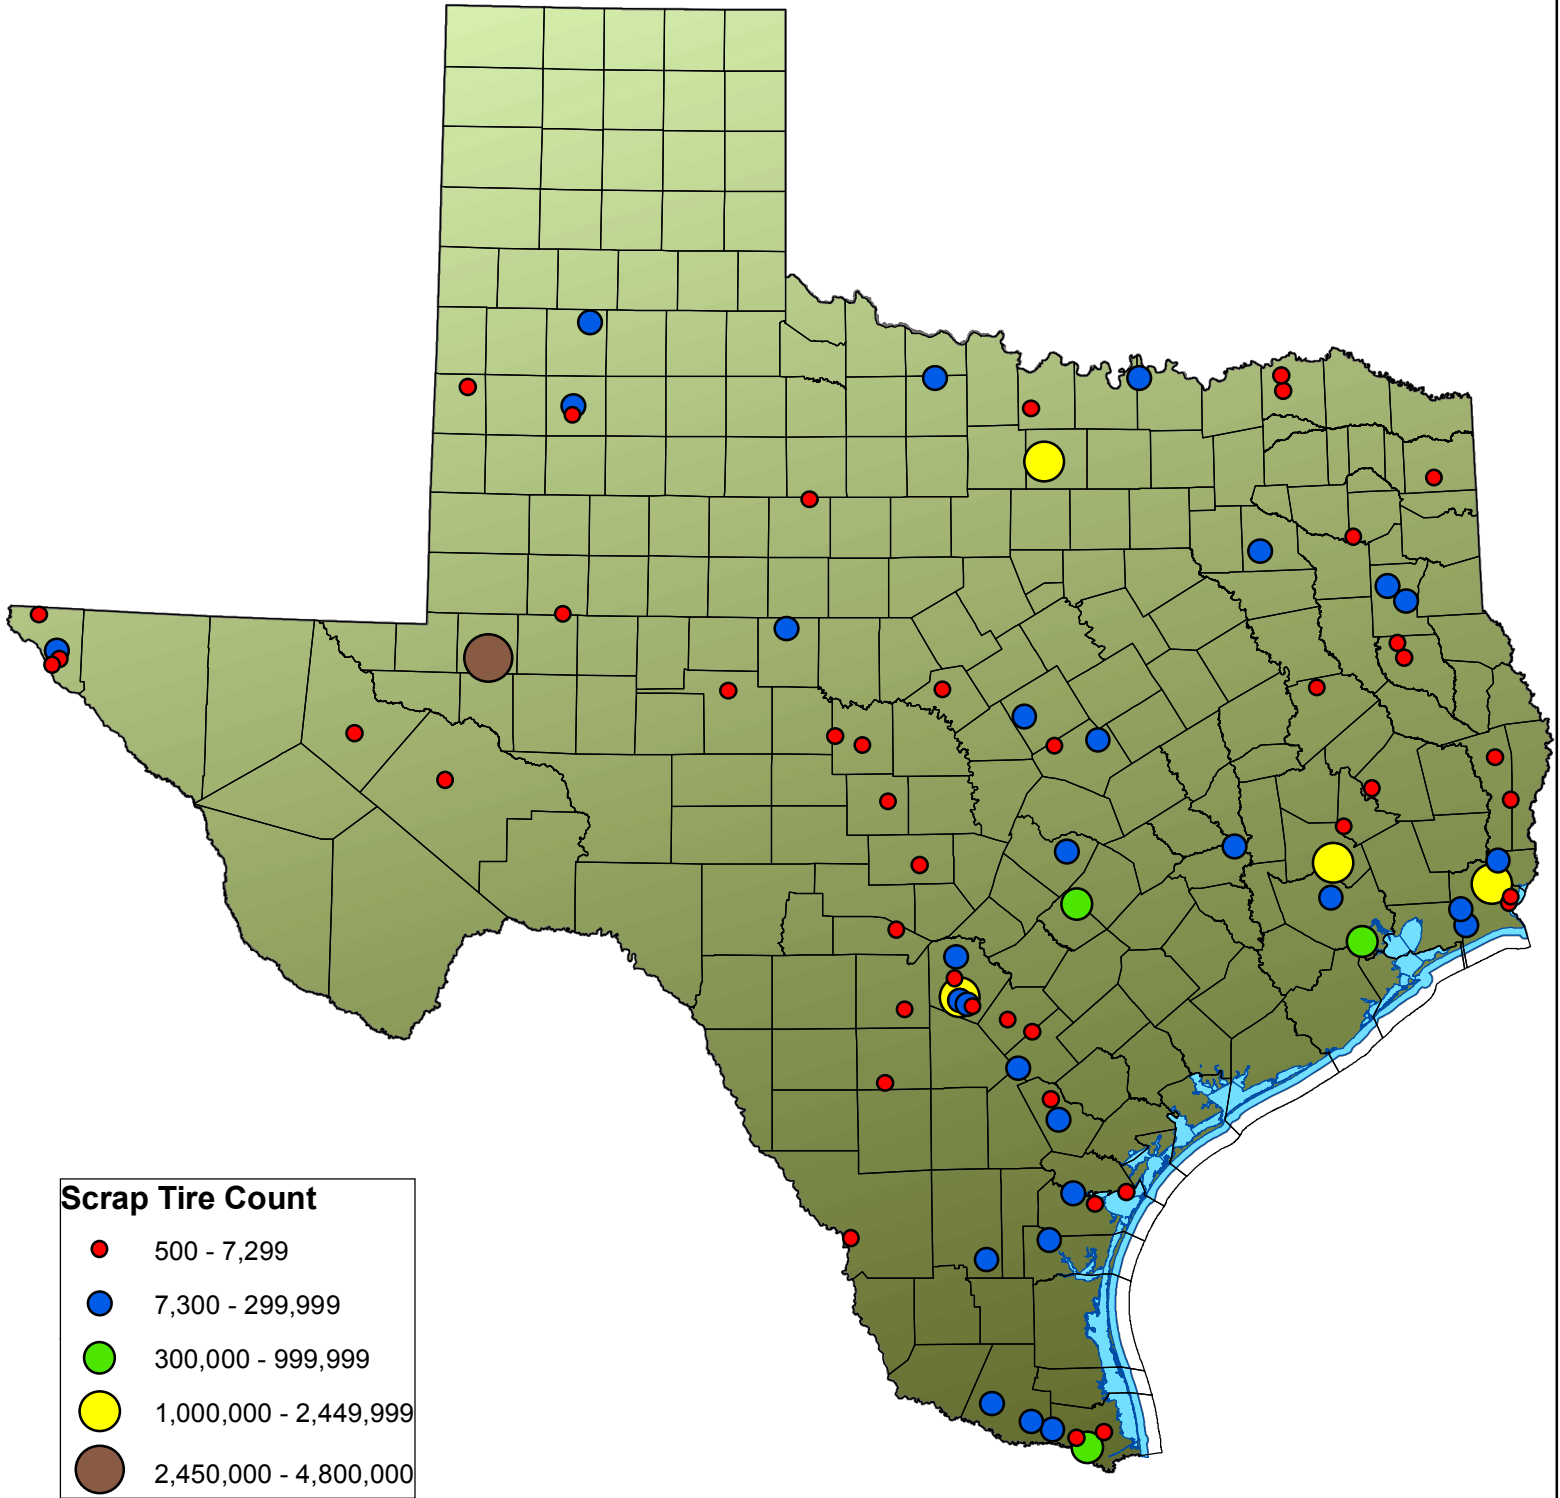 Scrap Tire Count
500 - 7,299
7,300 - 299,999
300,000 - 999,999
1,000,000 - 2,449,999
2,450,000 - 4,800,000